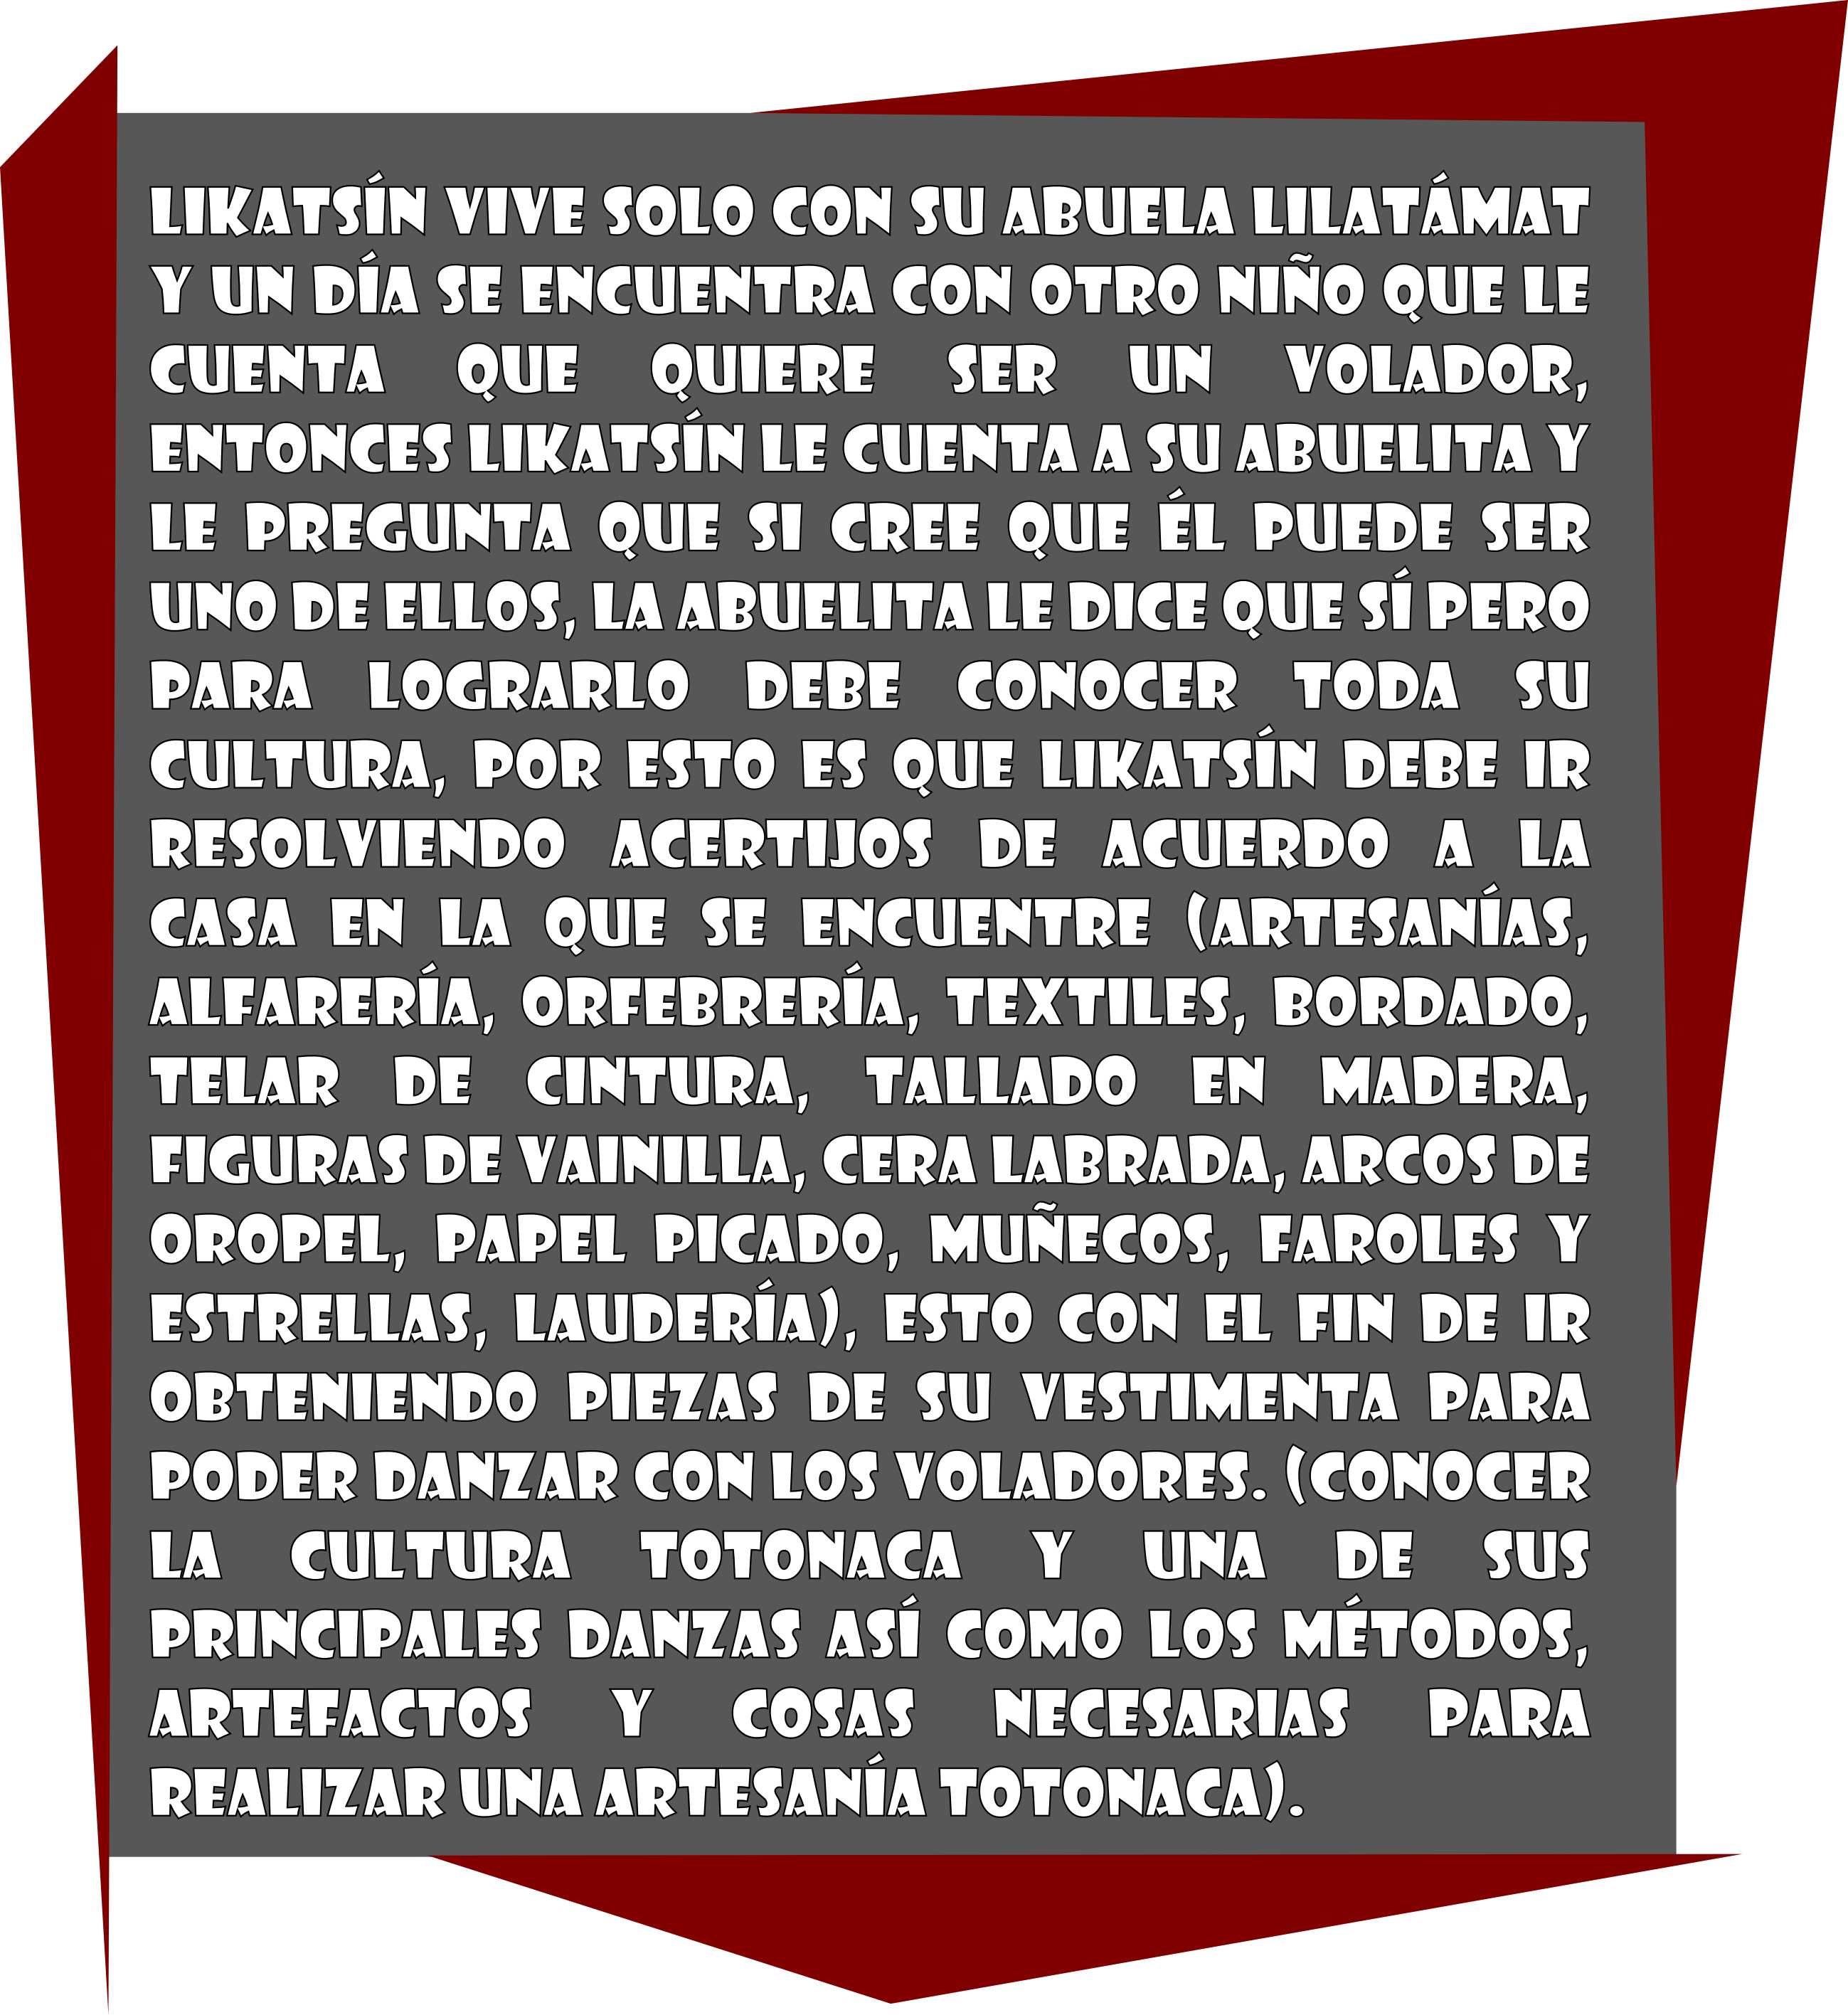 LIKATSÍN VIVE SOLO CON SU ABUELA LILATÁMAT
Y UN DÍA SE ENCUENTRA CON OTRO NIÑO QUE LE
CUENTA QUE QUIERE SER UN VOLADOR,
ENTONCES LIKATSÍN LE CUENTA A SU ABUELITA Y
LE PREGUNTA QUE SI CREE QUE ÉL PUEDE SER
UNO DE ELLOS, LA ABUELITA LE DICE QUE SÍ PERO
PARA LOGRARLO DEBE CONOCER TODA SU
CULTURA, POR ESTO ES QUE LIKATSÍN DEBE IR
RESOLVIENDO ACERTIJOS DE ACUERDO A LA
CASA EN LA QUE SE ENCUENTRE (ARTESANÍAS,
ALFARERÍA, ORFEBRERÍA, TEXTILES, BORDADO,
TELAR DE CINTURA, TALLADO EN MADERA,
FIGURAS DE VAINILLA, CERA LABRADA, ARCOS DE
OROPEL, PAPEL PICADO, MUÑECOS, FAROLES Y
ESTRELLAS, LAUDERÍA), ESTO CON EL FIN DE IR
OBTENIENDO PIEZAS DE SU VESTIMENTA PARA
PODER DANZAR CON LOS VOLADORES. (CONOCER
LA CULTURA TOTONACA Y UNA DE SUS
PRINCIPALES DANZAS ASÍ COMO LOS MÉTODOS,
ARTEFACTOS Y COSAS NECESARIAS PARA
REALIZAR UNA ARTESANÍA TOTONACA).